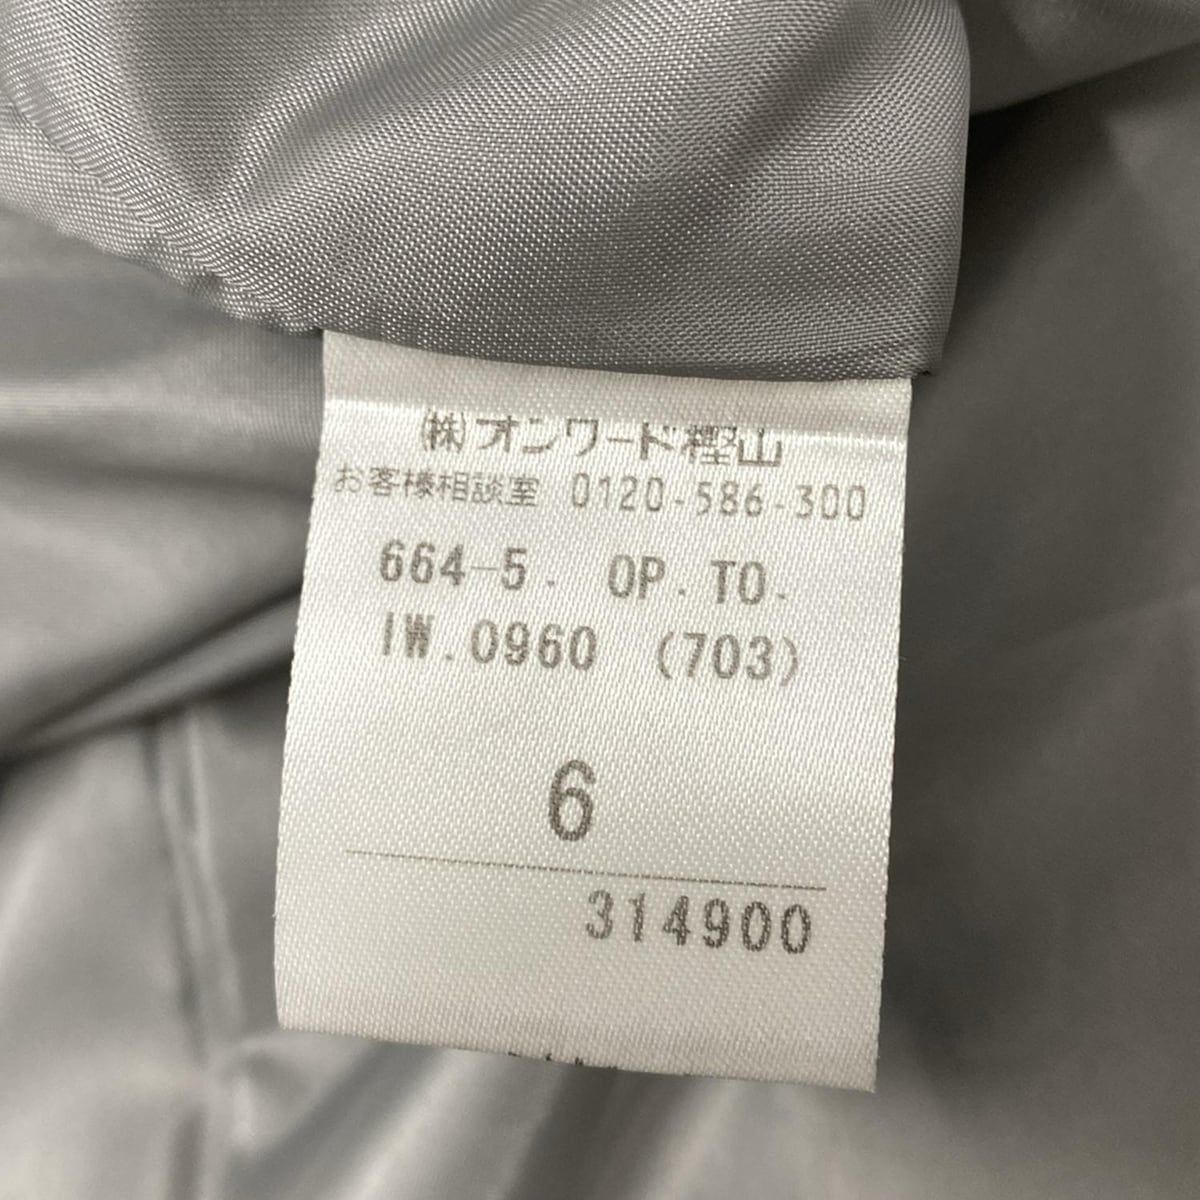 (株)オンワード樫山
お客様相談室 0120-586-300
664-5. OP. TO.
IW.0960 (703)
6
314900